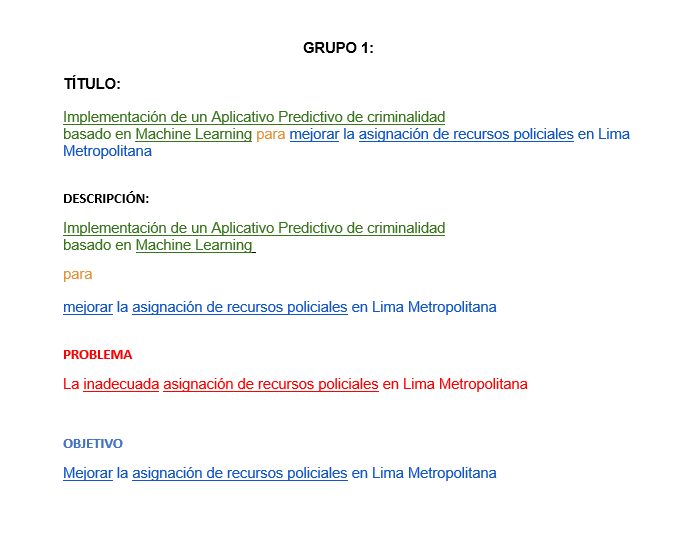 GRUPO 1:
TÍTULO:
Implementación de un Aplicativo Predictivo de criminalidad
basado en Machine Learning para mejorar la asignación de recursos policiales en Lima
Metropolitana
DESCRIPCIÓN:
Implementación de un Aplicativo Predictivo de criminalidad
basado en Machine Learning
para
mejorar la asignación de recursos policiales en Lima Metropolitana
PROBLEMA
La inadecuada asignación de recursos policiales en Lima Metropolitana
OBJETIVO
Mejorar la asignación de recursos policiales en Lima Metropolitana